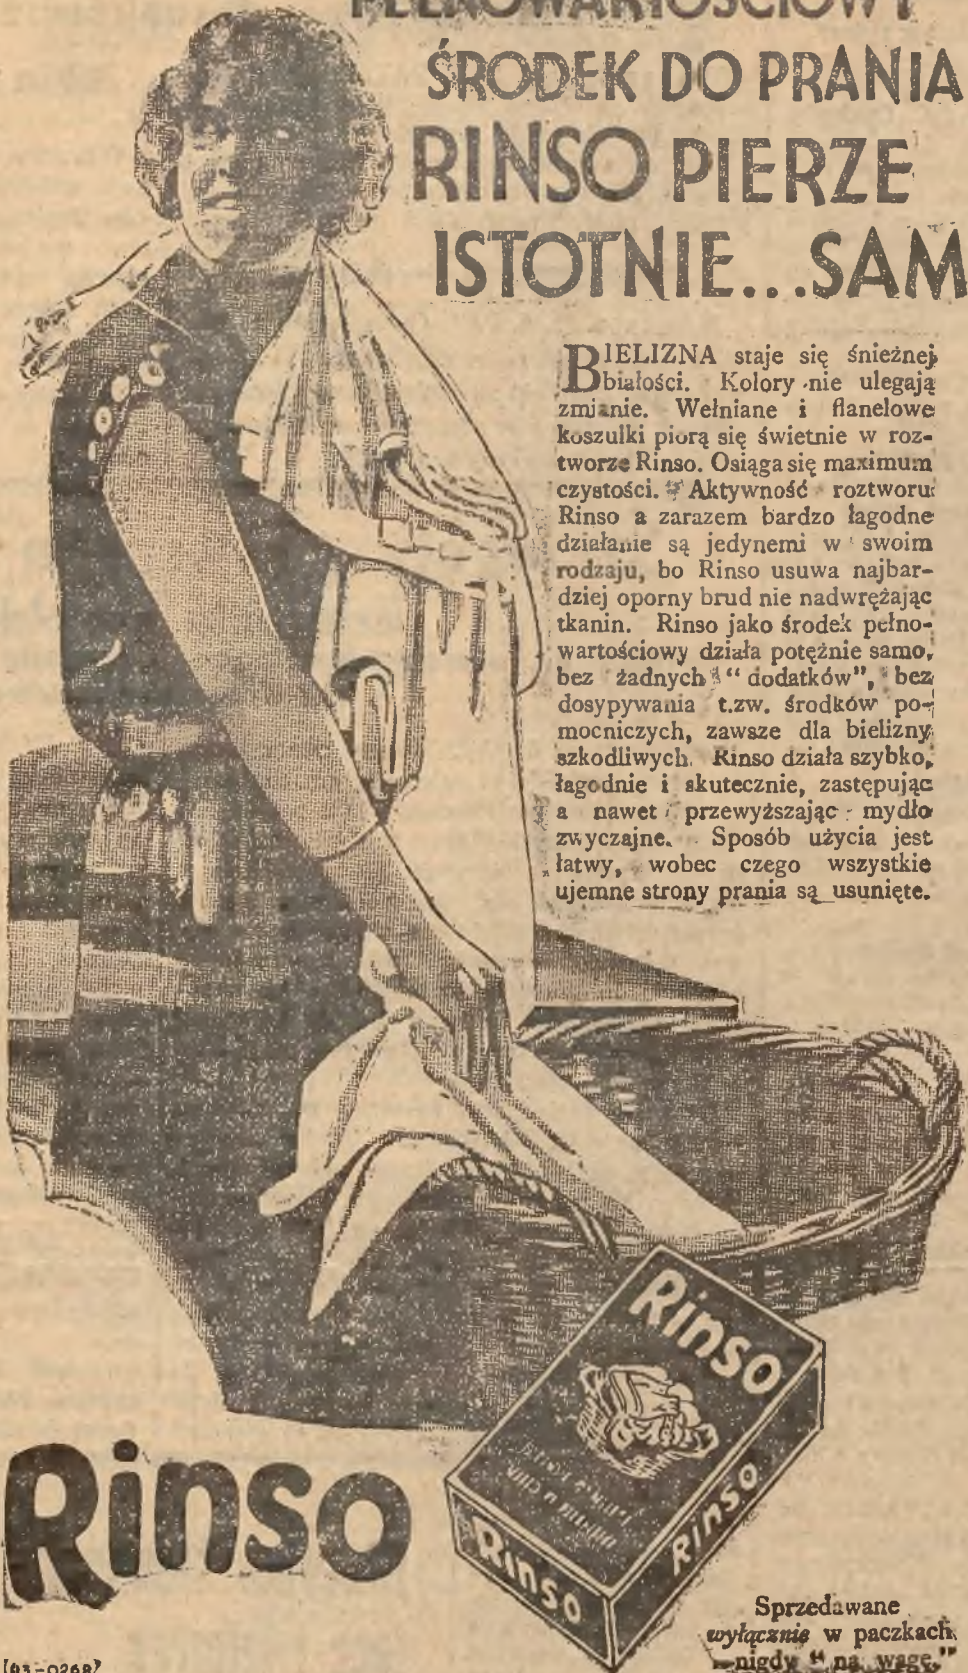 PEŁNOWARTOŚCIOWY
ŚRODEK DO PRANIA
RINSO PIERZE
ISTOTNIE...SAM
BIELIZNA staje się śnieżnej
białości. Kolory nie ulegają
zmianie. Wełniane i flanelowe
koszulki piorą się świetnie w roz-
tworze Rinso. Osiąga się maximum
czystości. Aktywność roztworu
Rinso a zarazem bardzo łagodne
działanie są jedynemi w swoim
rodzaju, bo Rinso usuwa najbar-
dziej oporny brud nie nadwrężając
tkanin. Rinso jako środek pełno-
wartościowy działa potężnie samo,
bez żadnych “ dodatków”, bez
dosypywania t.zw. środków po-
mocniczych, zawsze dla bielizny
szkodliwych. Rinso działa szybko,
łagodnie i skutecznie, zastępując
a nawet przewyższając mydło
zwyczajne. Sposób użycia jest
łatwy, wobec czego wszystkie
ujemne strony prania są usunięte.
Rinso
Rinso
Rinso
Rinso
Sprzedawane
wyłącznie w paczkach
—nigdy “ na wagę.”
(93-0268)